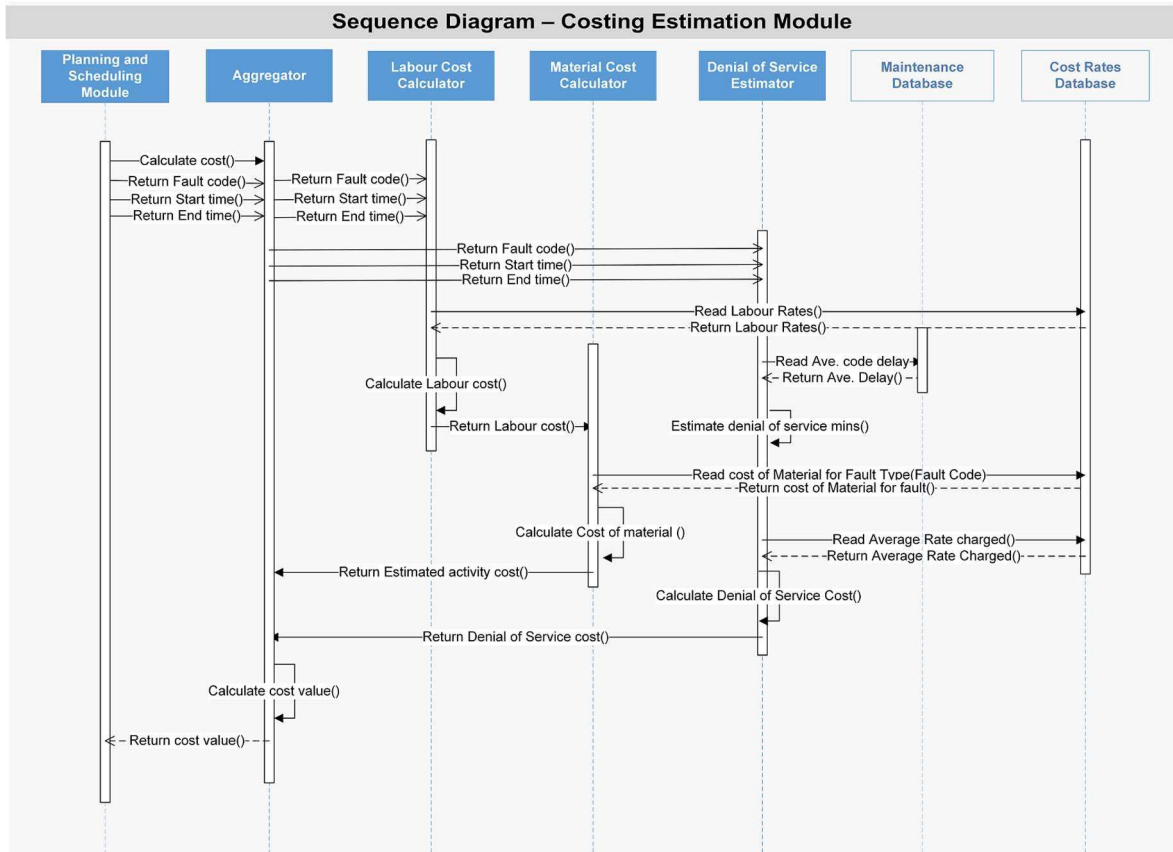 Sequence Diagram – Costing Estimation Module
Planning and
Scheduling
Module
Aggregator
Labour Cost
Calculator
Material Cost
Calculator
Denial of Service
Estimator
Maintenance
Database
Cost Rates
Database
Calculate cost()
Return Fault code()
Return Fault code()
Return Start time()
Return Start time()
Return End time()
Return End time()
Return Fault code()
Return Start time()
Return End time()
Read Labour Rates()
Return Labour Rates()
Read Ave. code delay
Return Ave. Delay()
Calculate Labour cost()
Return Labour cost()
Estimate denial of service mins()
Read cost of Material for Fault Type(Fault Code)
Return cost of Material for fault()
Calculate Cost of material ()
Read Average Rate charged()
Return Average Rate Charged()
Return Estimated activity cost()
Calculate Denial of Service Cost()
Return Denial of Service cost()
Calculate cost value()
Return cost value()